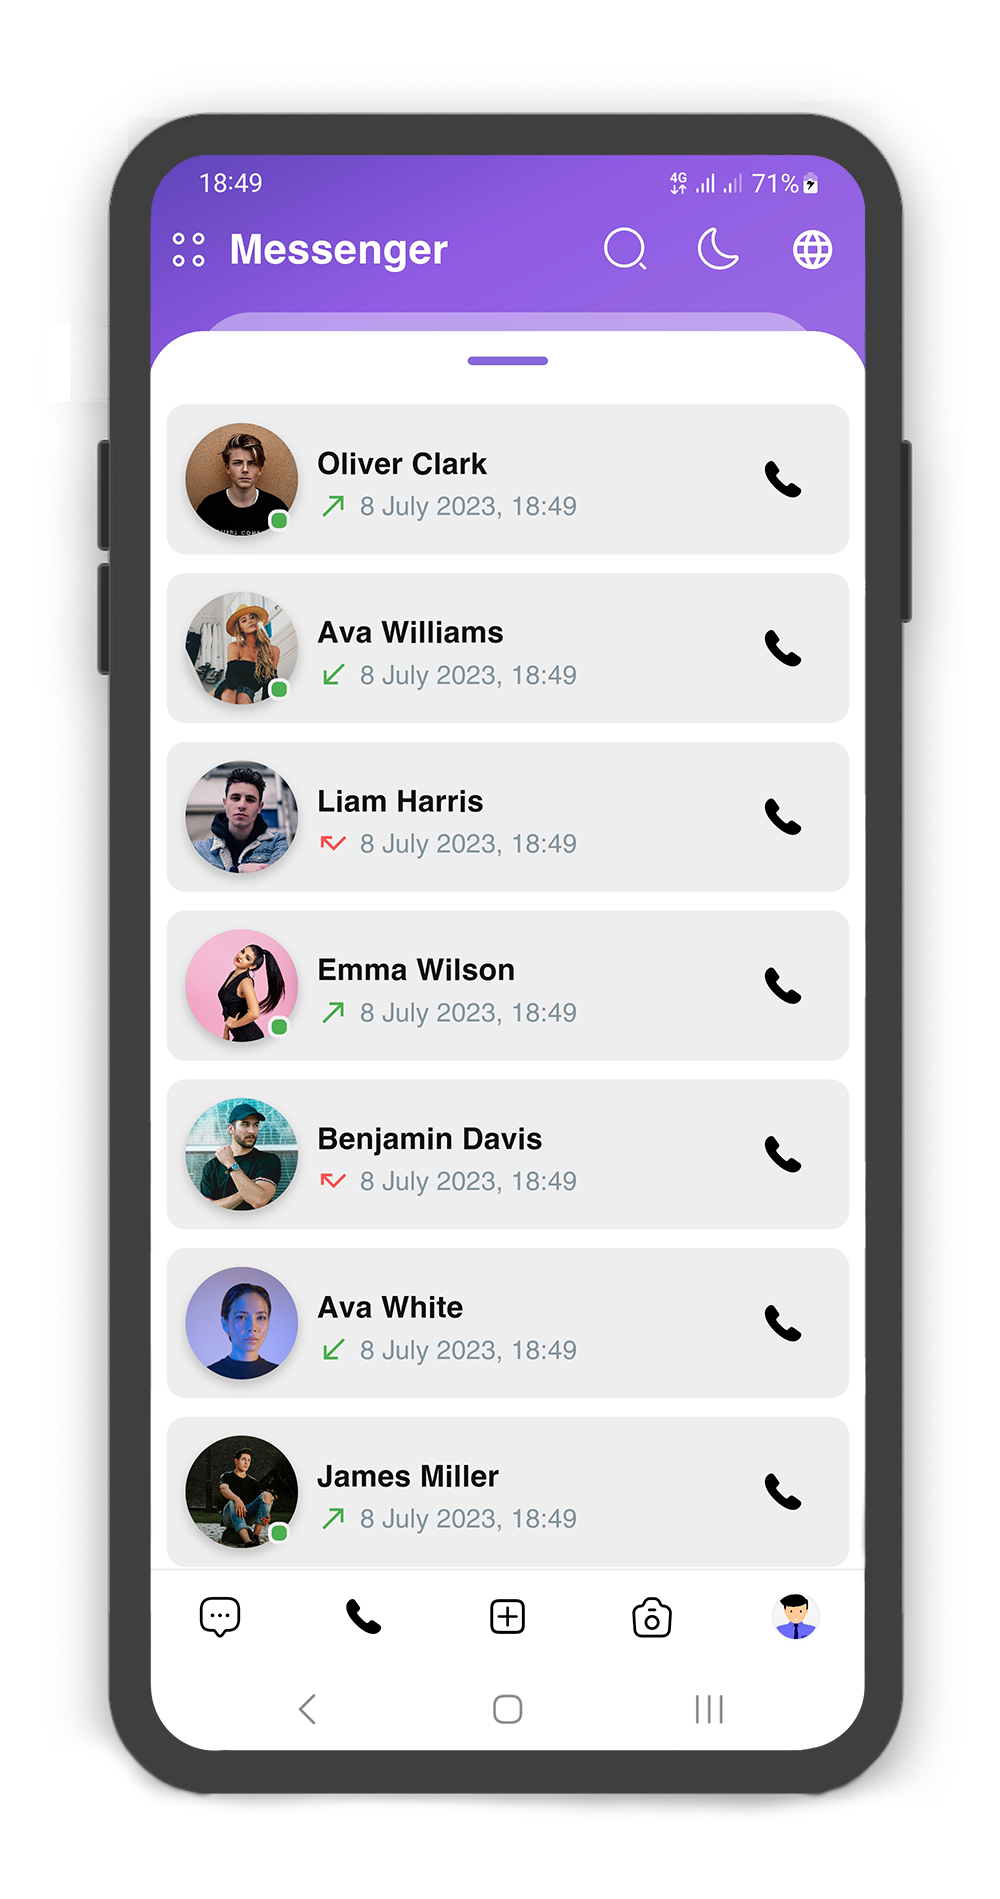 18:49 4G 71%
Messenger
Oliver Clark
8 July 2023, 18:49
Ava Williams
8 July 2023, 18:49
Liam Harris
8 July 2023, 18:49
Emma Wilson
8 July 2023, 18:49
Benjamin Davis
8 July 2023, 18:49
Ava White
8 July 2023, 18:49
James Miller
8 July 2023, 18:49